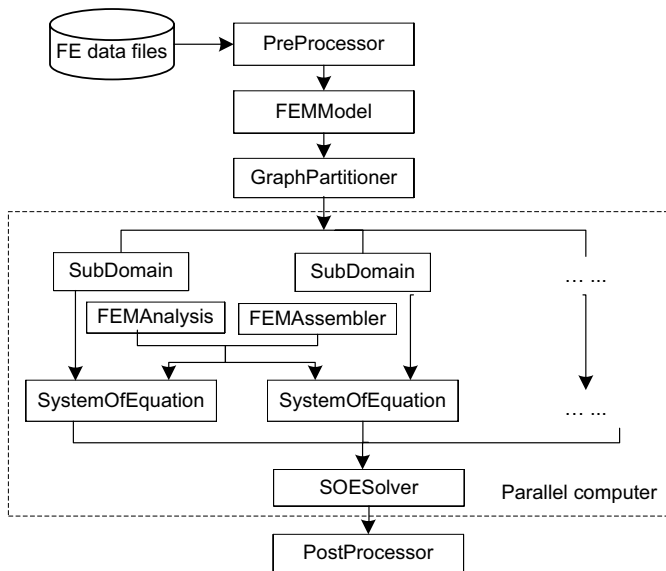 FE data files
PreProcessor
FEMModel
GraphPartitioner
SubDomain
SubDomain
... ...
FEMAnalysis
FEMAssembler
SystemOfEquation
SystemOfEquation
... ...
SOESolver
Parallel computer
PostProcessor